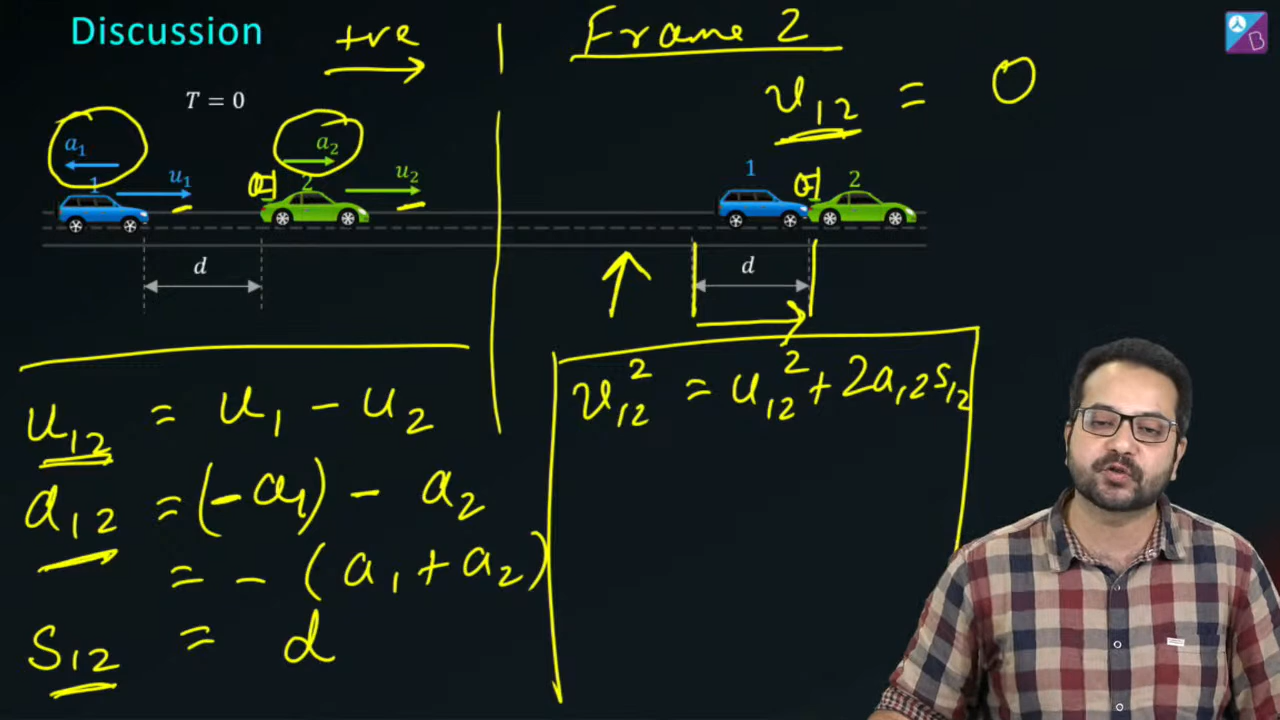 Discussion
+ve
Frame 2
T = 0
v₁₂ = 0
a₁
a₂
1
u₁
2
u₂
1
2
d
d
u₁₂ = u₁ - u₂
a₁₂ = (-a₁) - a₂
= - (a₁ + a₂)
s₁₂ = d
v₁₂² = u₁₂² + 2a₁₂s₁₂
B